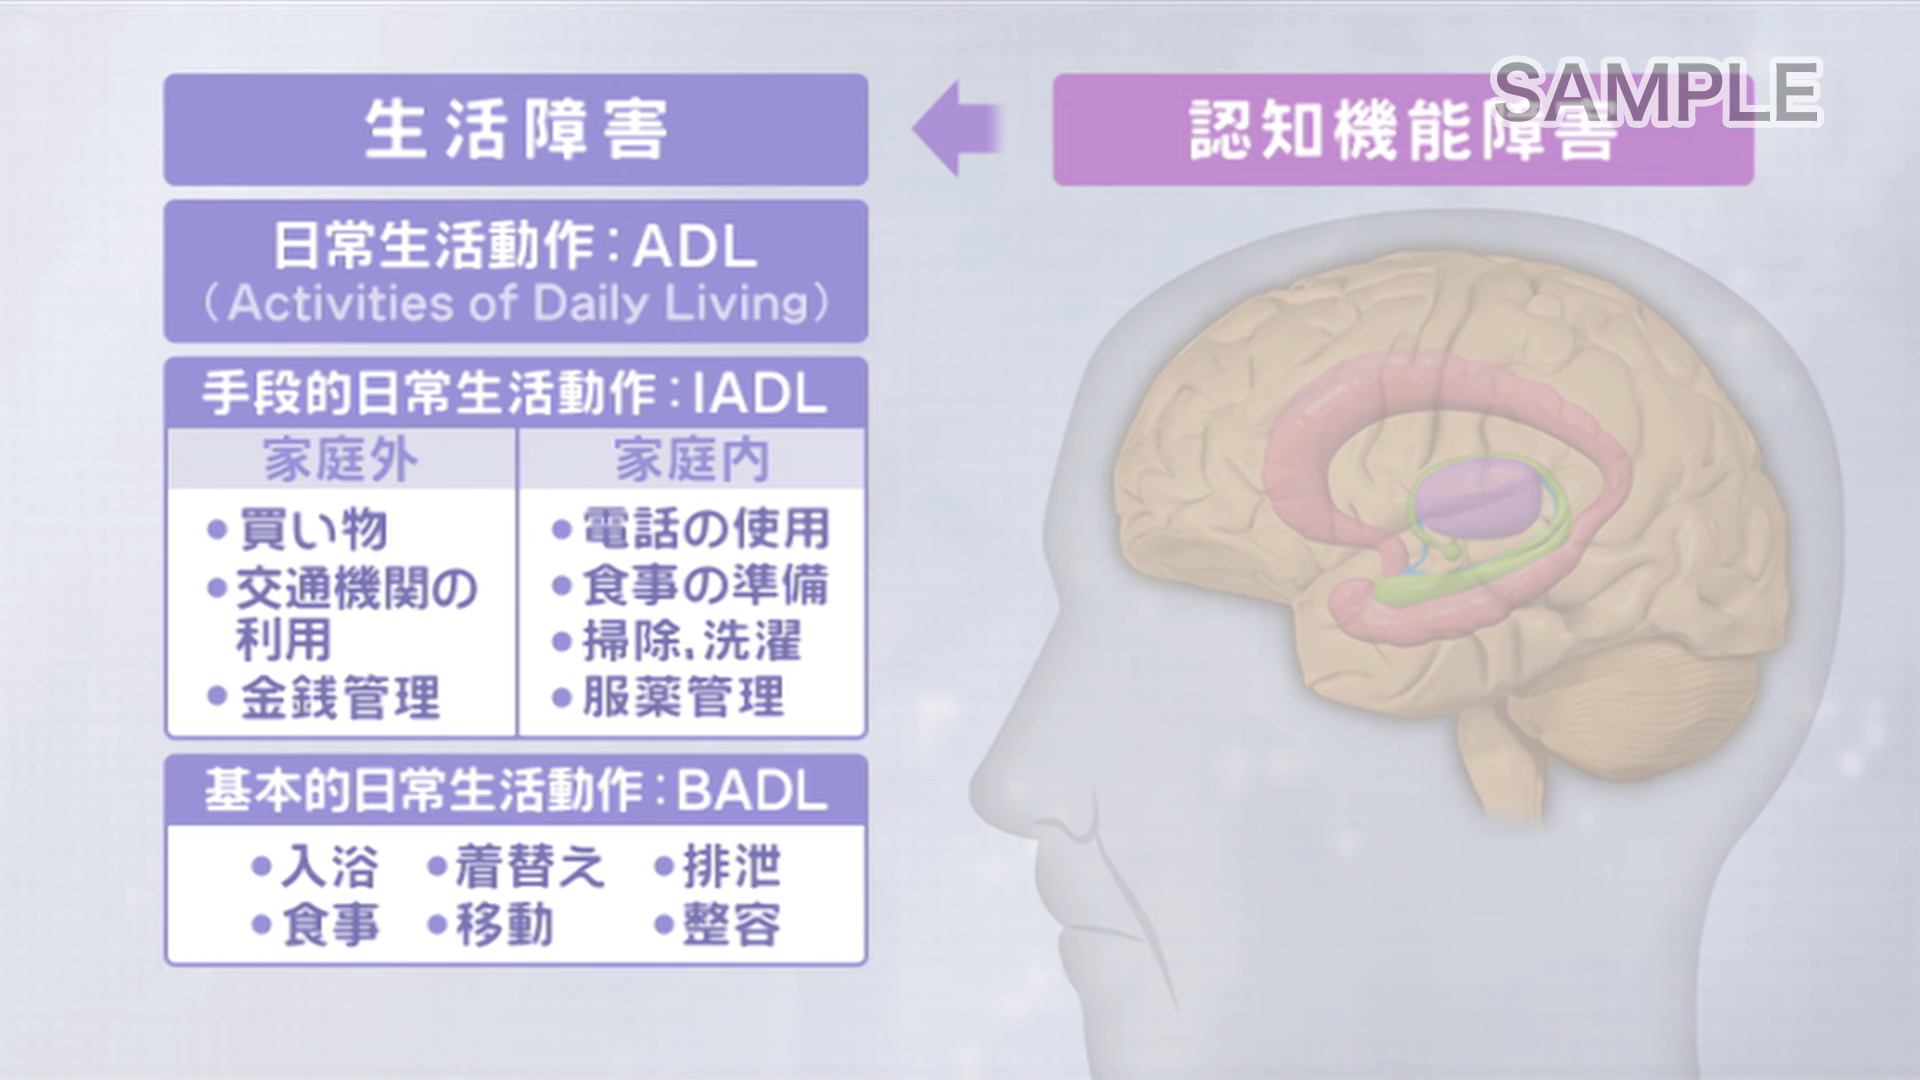 生活障害
認知機能障害
SAMPLE
日常生活動作：ADL
（Activities of Daily Living）
手段的日常生活動作：IADL
家庭外
家庭内
●買い物
●交通機関の
利用
●金銭管理
●電話の使用
●食事の準備
●掃除、洗濯
●服薬管理
基本的日常生活動作：BADL
●入浴 ●着替え ●排泄
●食事 ●移動 ●整容